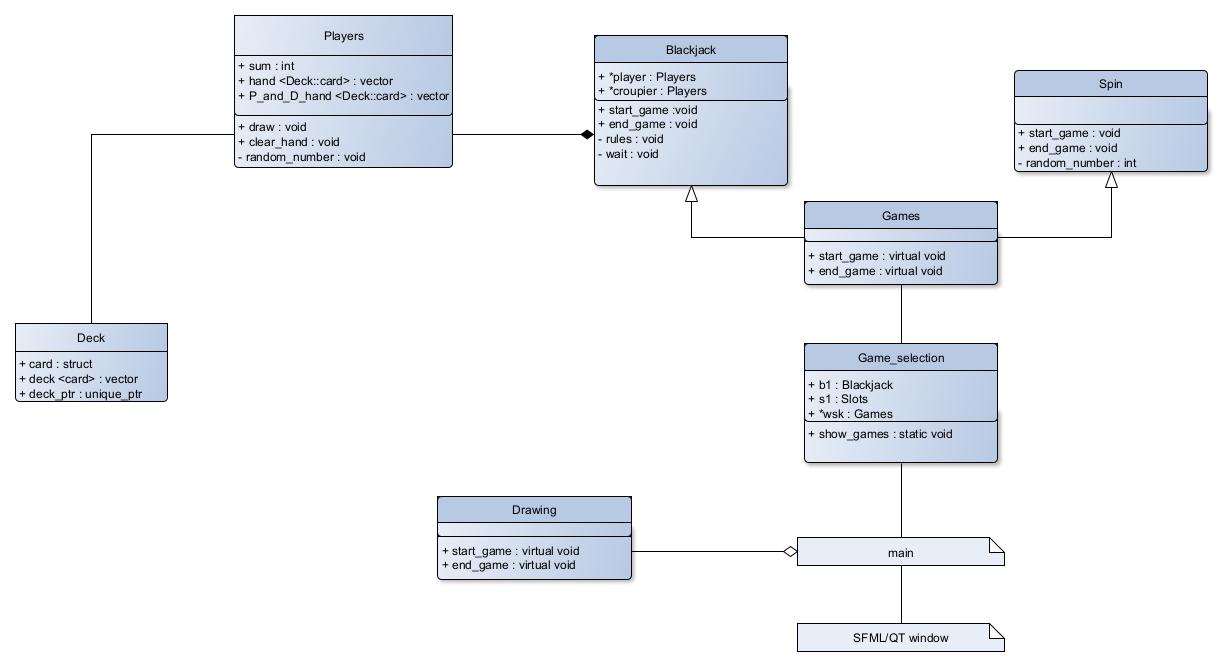 Players
+ sum : int
+ hand <Deck::card> : vector
+ P_and_D_hand <Deck::card> : vector
+ draw : void
+ clear_hand : void
- random_number : void
Blackjack
+ *player : Players
+ *croupier : Players
+ start_game :void
+ end_game : void
- rules : void
- wait : void
Spin
+ start_game : void
+ end_game : void
- random_number : int
Games
+ start_game : virtual void
+ end_game : virtual void
Deck
+ card : struct
+ deck <card> : vector
+ deck_ptr : unique_ptr
Game_selection
+ b1 : Blackjack
+ s1 : Slots
+ *wsk : Games
+ show_games : static void
Drawing
+ start_game : virtual void
+ end_game : virtual void
main
SFML/QT window